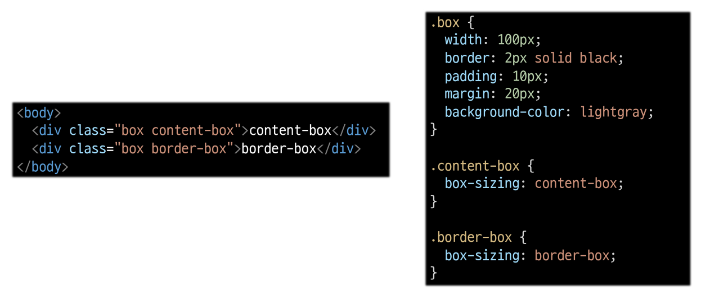 <body>
  <div class="box content-box">content-box</div>
  <div class="box border-box">border-box</div>
</body>
.box {
  width: 100px;
  border: 2px solid black;
  padding: 10px;
  margin: 20px;
  background-color: lightgray;
}

.content-box {
  box-sizing: content-box;
}

.border-box {
  box-sizing: border-box;
}